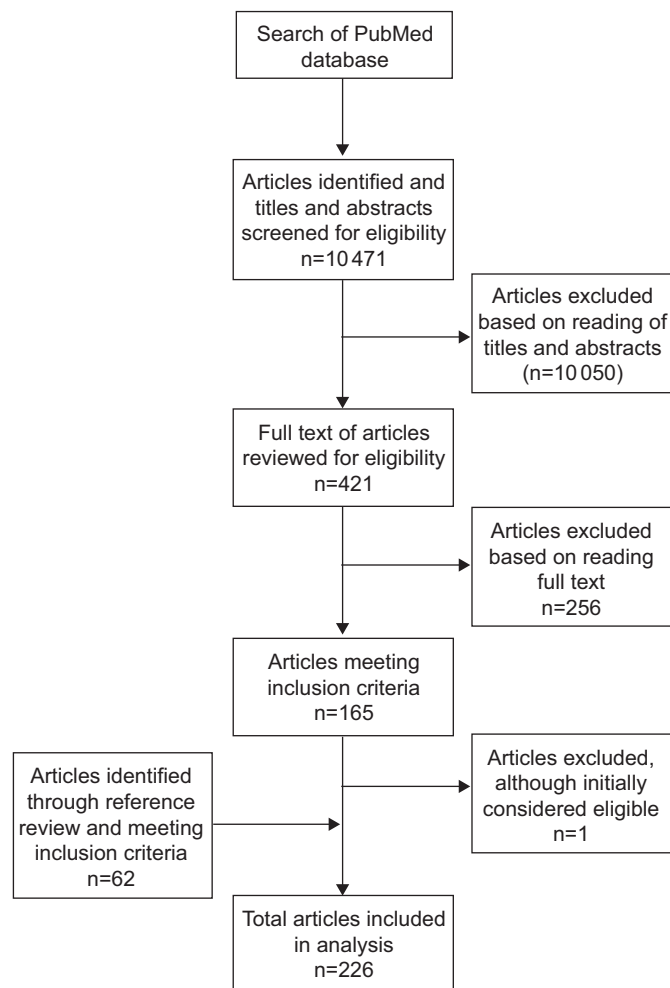 Search of PubMed
database
Articles identified and
titles and abstracts
screened for eligibility
n=10 471
Articles excluded
based on reading of
titles and abstracts
(n=10 050)
Full text of articles
reviewed for eligibility
n=421
Articles excluded
based on reading
full text
n=256
Articles meeting
inclusion criteria
n=165
Articles identified
through reference
review and meeting
inclusion criteria
n=62
Articles excluded,
although initially
considered eligible
n=1
Total articles included
in analysis
n=226